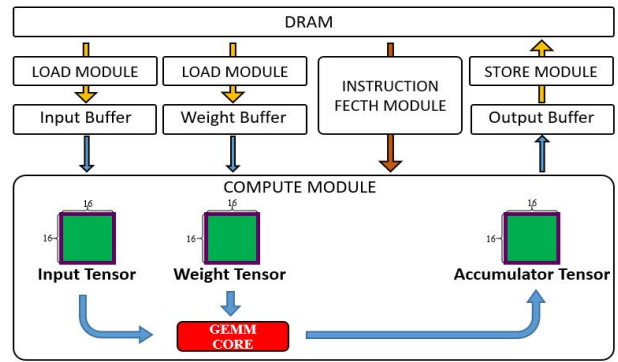 DRAM
LOAD MODULE
LOAD MODULE
INSTRUCTION
FECTH MODULE
STORE MODULE
Input Buffer
Weight Buffer
Output Buffer
COMPUTE MODULE
16
16
16
16
16
16
Input Tensor
Weight Tensor
Accumulator Tensor
GEMM
CORE